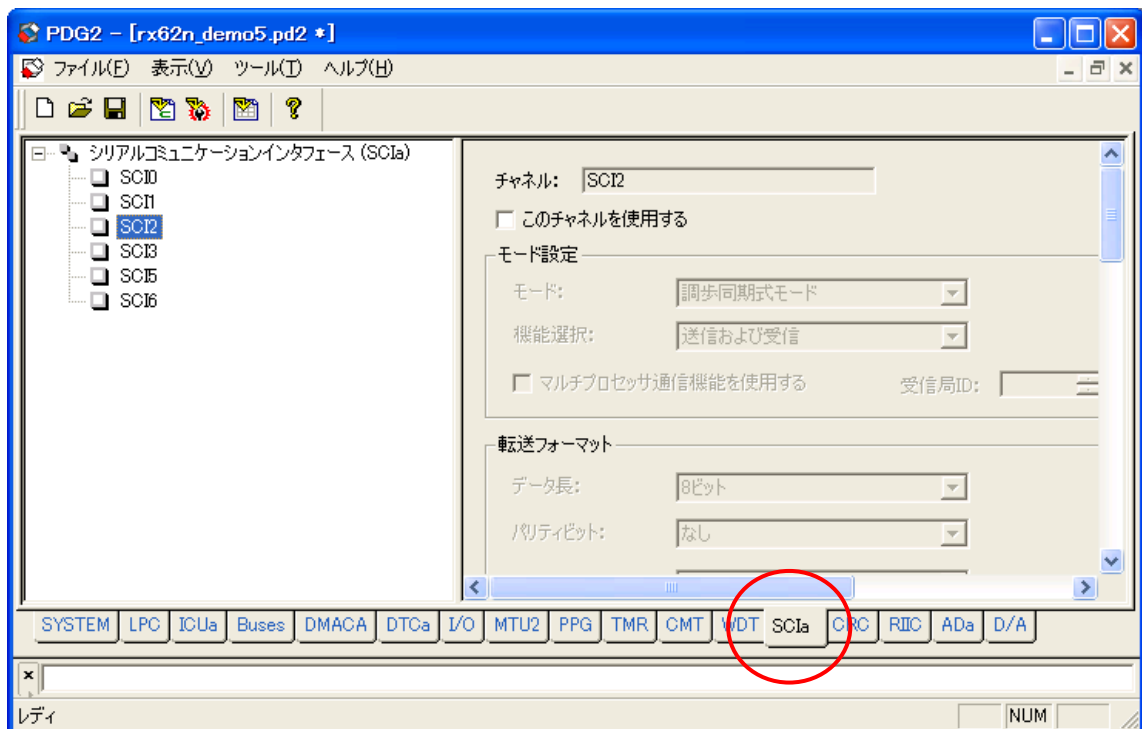 PDG2 - [rx62n_demo5.pd2 *]
ファイル(F) 表示(V) ツール(T) ヘルプ(H)
シリアルコミュニケーションインタフェース (SCIa)
SCI0
SCI1
SCI2
SCI3
SCI5
SCI6
チャネル: SCI2
このチャネルを使用する
モード設定
モード: 調歩同期式モード
機能選択: 送信および受信
マルチプロセッサ通信機能を使用する 受信局ID:
転送フォーマット
データ長: 8ビット
パリティビット: なし
SYSTEM LPC ICUa Buses DMACA DTCa I/O MTU2 PPG TMR CMT WDT SCIa CRC RIIC ADa D/A
レディ NUM